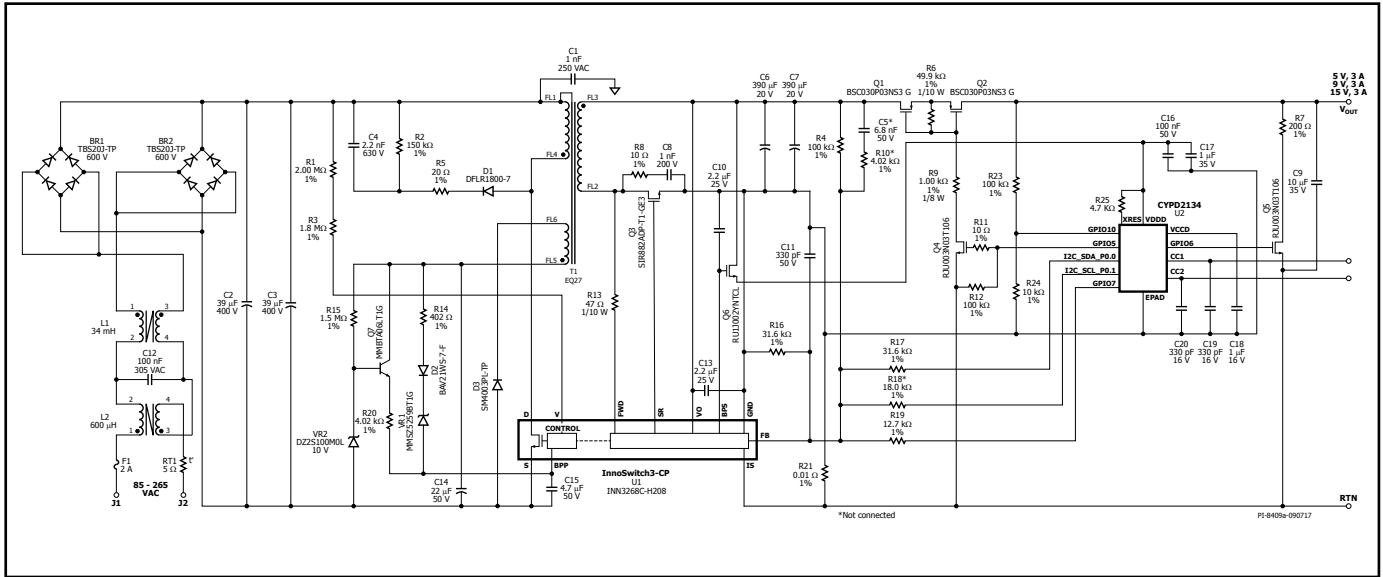 C1
1 nF
250 VAC
BR1
TBS20J-TP
600 V
BR2
TBS20J-TP
600 V
C4
2.2 nF
630 V
R2
150 kΩ
1%
R1
2.00 MΩ
1%
R5
20 Ω
1%
D1
DFLR1800-7
R3
1.8 MΩ
1%
FL1
FL4
FL6
FL5
FL3
FL2
T1
EQ27
R8
10 Ω
1%
C8
1 nF
200 V
Q3
SIR882ADP-T1-GE3
C10
2.2 µF
25 V
C6
390 µF
20 V
C7
390 µF
20 V
C11
330 pF
50 V
R4
100 kΩ
1%
C5*
6.8 nF
50 V
R10*
4.02 kΩ
1%
Q1
BSC030P03NS3 G
R6
49.9 kΩ
1%
1/10 W
Q2
BSC030P03NS3 G
R9
1.00 kΩ
1%
1/8 W
R23
100 kΩ
1%
R11
10 Ω
1%
Q4
RJU003N03T106
R12
100 kΩ
1%
R24
10 kΩ
1%
R25
4.7 KΩ
C16
100 nF
50 V
C17
1 µF
35 V
CYPD2134
U2
XRES
VDDD
GPIO10
GPIO5
I2C_SDA_P0.0
I2C_SCL_P0.1
GPIO7
VCCD
GPIO6
CC1
CC2
EPAD
Q5
RJU003N03T106
R7
200 Ω
1%
C9
10 µF
35 V
5 V, 3 A
9 V, 3 A
15 V, 3 A
VOUT
C20
330 pF
16 V
C19
330 pF
16 V
C18
1 µF
16 V
L1
34 mH
1
2
3
4
C12
100 nF
305 VAC
L2
600 µH
2
1
4
3
F1
2 A
RT1
5 Ω
t°
85 - 265
VAC
J1
J2
C2
39 µF
400 V
C3
39 µF
400 V
R15
1.5 MΩ
1%
Q7
MMBTA06LT1G
R14
402 Ω
1%
D2
BAV21WS-7-F
R20
4.02 kΩ
1%
VR1
MMSZ5259BT1G
VR2
DZ2S100M0L
10 V
D3
SM4003PL-TP
C14
22 µF
50 V
C15
4.7 µF
50 V
R13
47 Ω
1/10 W
C13
2.2 µF
25 V
Q6
RU1J002YNTCL
R16
31.6 kΩ
1%
R17
31.6 kΩ
1%
R18*
18.0 kΩ
1%
R19
12.7 kΩ
1%
R21
0.01 Ω
1%
D
V
FWD
SR
VO
BPS
GND
CONTROL
FB
S
BPP
IS
InnoSwitch3-CP
U1
INN3268C-H208
*Not connected
RTN
PI-8409a-090717